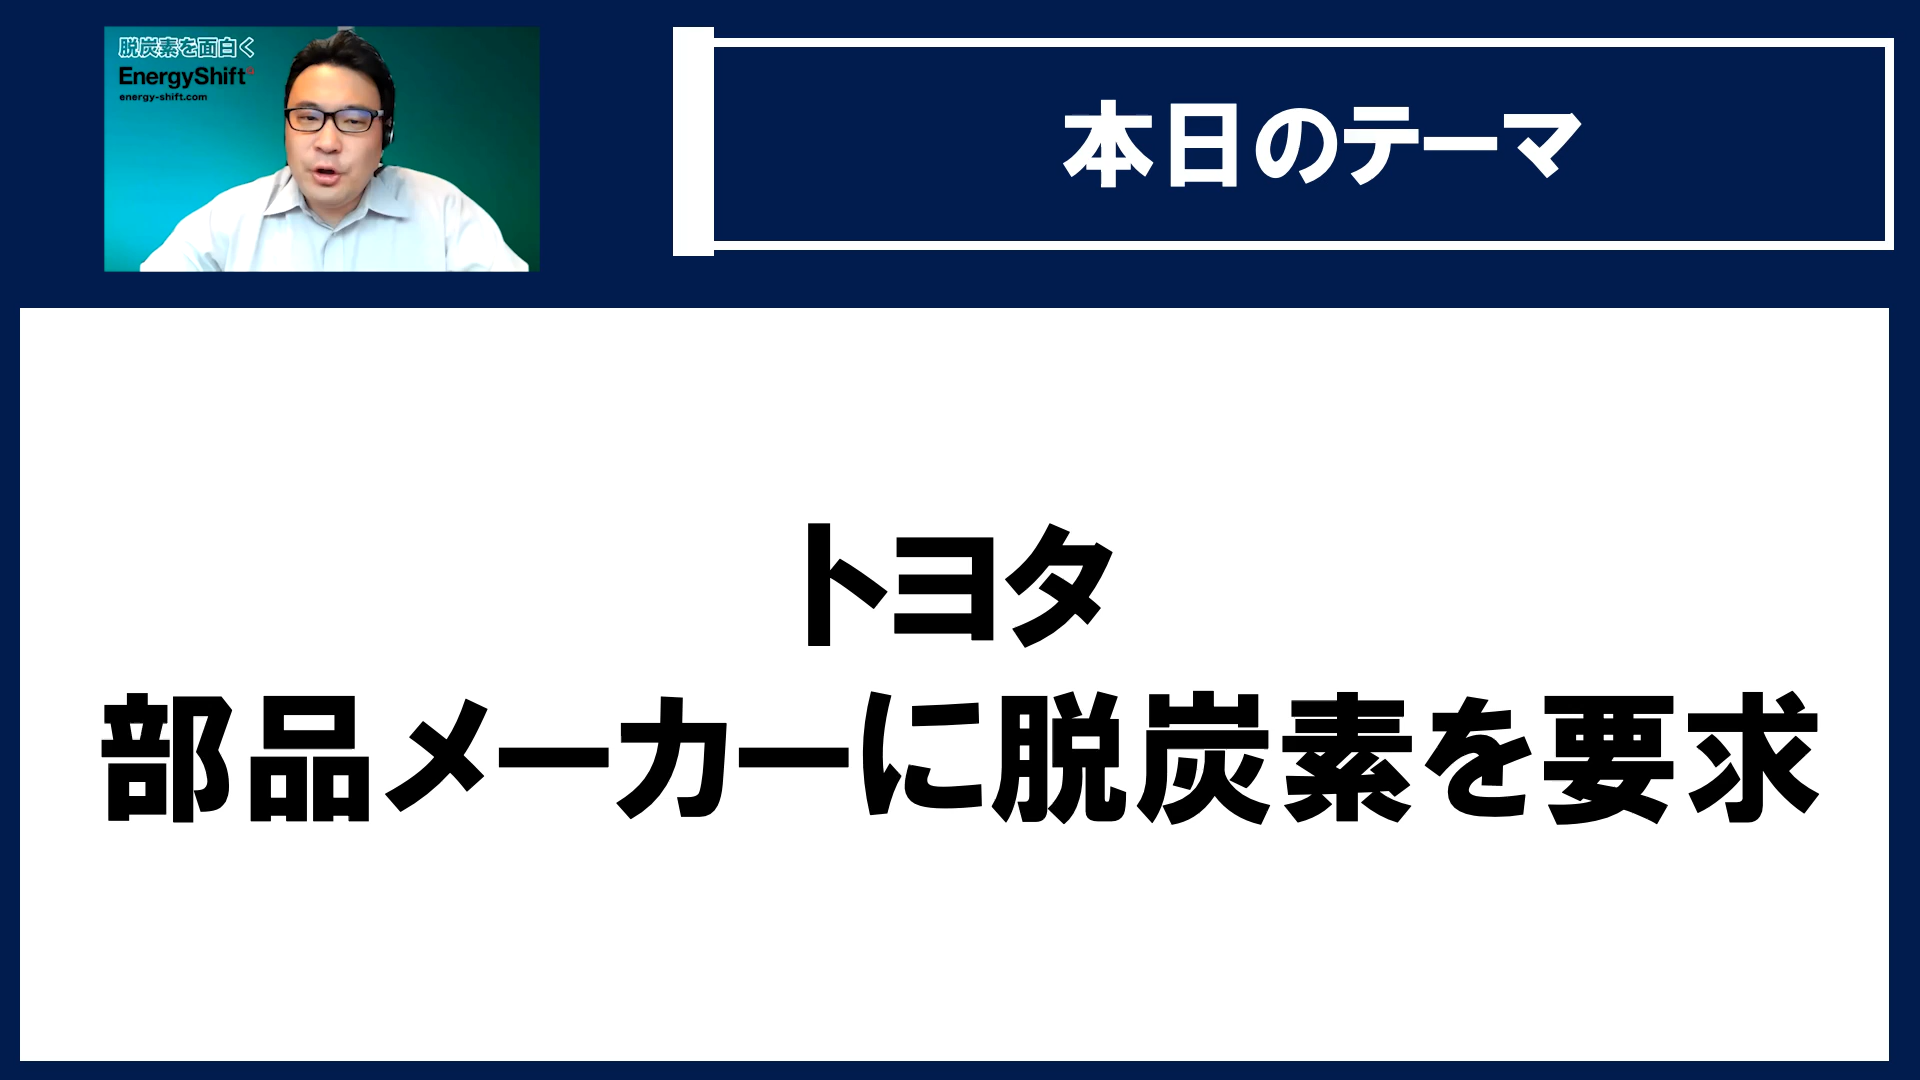 脱炭素を面白く
EnergyShift
energy-shift.com
本日のテーマ
トヨタ
部品メーカーに脱炭素を要求